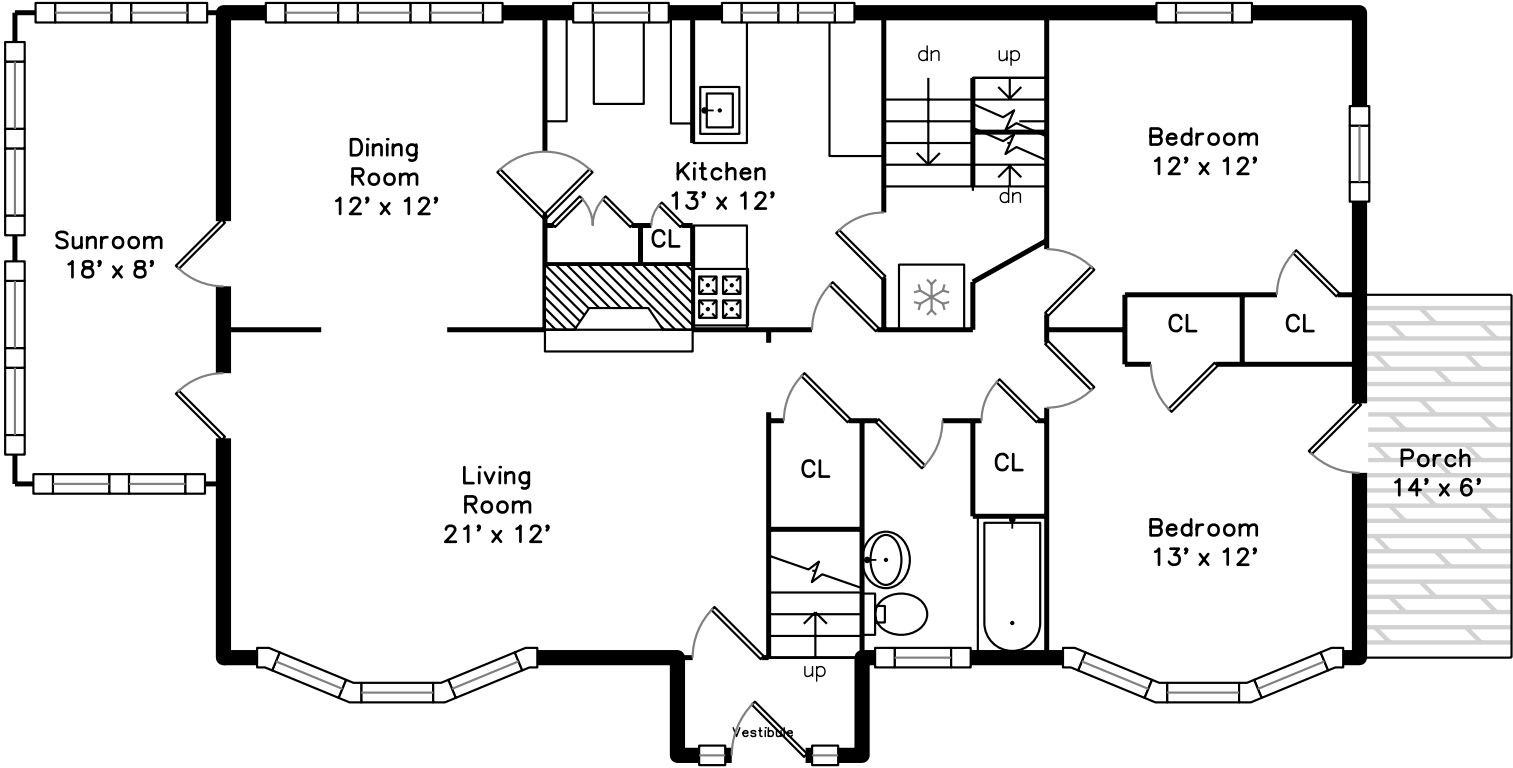 dn
up
Dining
Room
12' x 12'
Kitchen
13' x 12'
Bedroom
12' x 12'
dn
Sunroom
18' x 8'
CL
CL
CL
Living
Room
21' x 12'
CL
CL
Porch
14' x 6'
Bedroom
13' x 12'
up
Vestibule